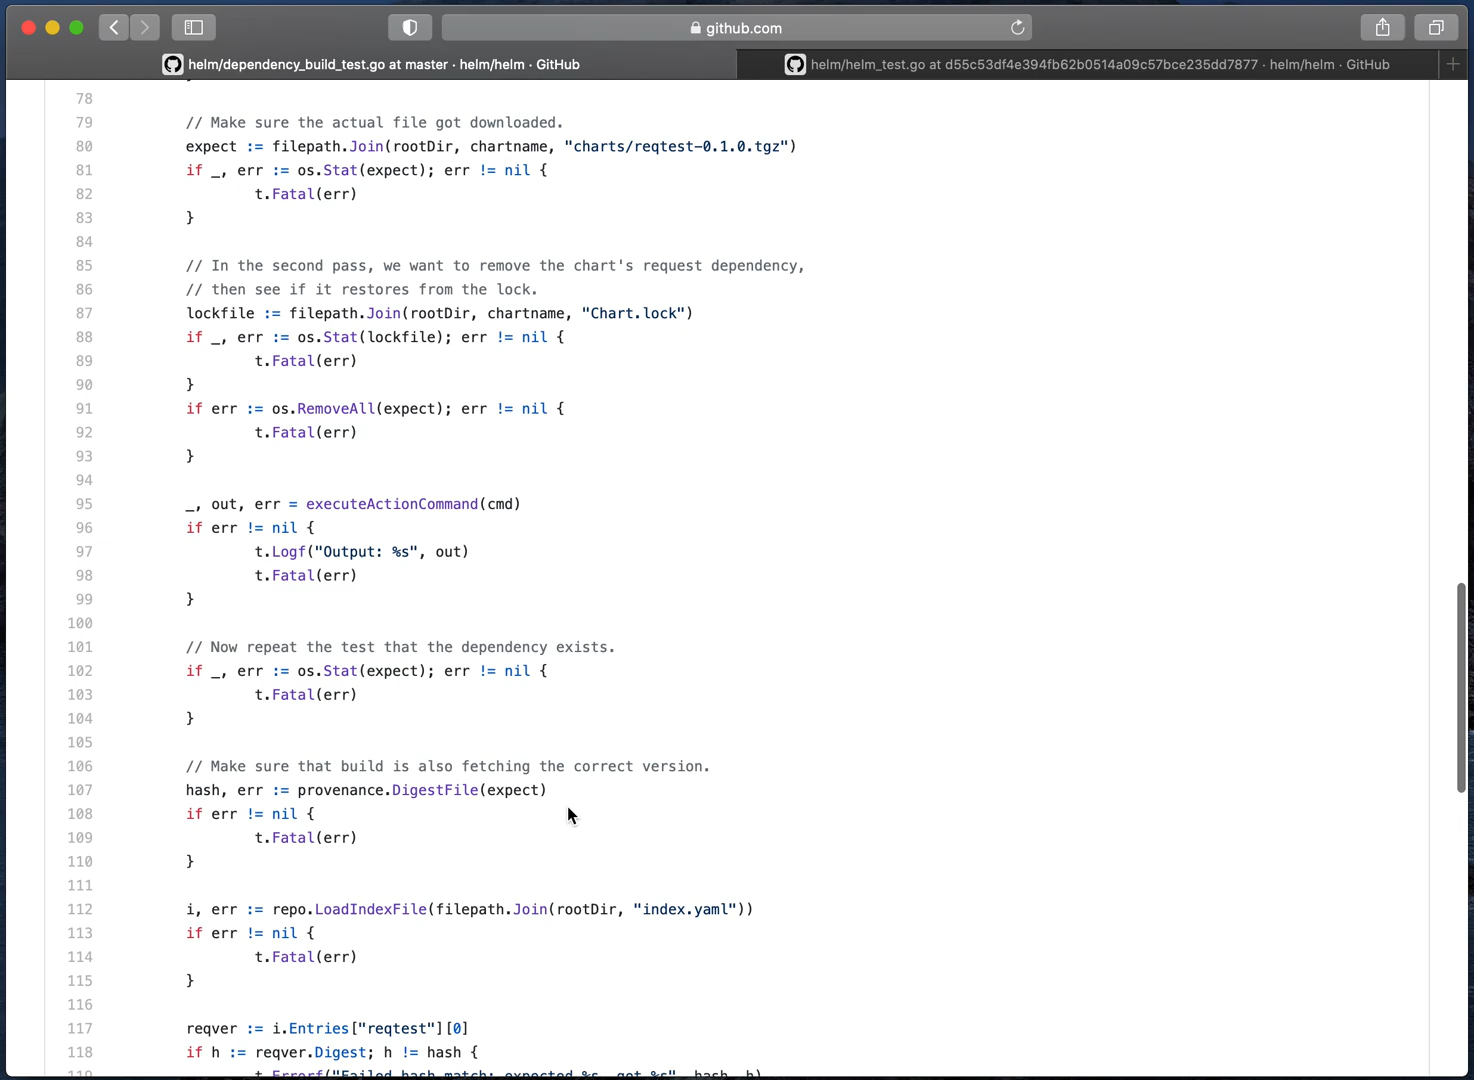 github.com
helm/dependency_build_test.go at master · helm/helm · GitHub
helm/helm_test.go at d55c53df4e394fb62b0514a09c57bce235dd7877 · helm/helm · GitHub
78
79 // Make sure the actual file got downloaded.
80 expect := filepath.Join(rootDir, chartname, "charts/reqtest-0.1.0.tgz")
81 if _, err := os.Stat(expect); err != nil {
82 t.Fatal(err)
83 }
84
85 // In the second pass, we want to remove the chart's request dependency,
86 // then see if it restores from the lock.
87 lockfile := filepath.Join(rootDir, chartname, "Chart.lock")
88 if _, err := os.Stat(lockfile); err != nil {
89 t.Fatal(err)
90 }
91 if err := os.RemoveAll(expect); err != nil {
92 t.Fatal(err)
93 }
94
95 _, out, err = executeActionCommand(cmd)
96 if err != nil {
97 t.Logf("Output: %s", out)
98 t.Fatal(err)
99 }
100
101 // Now repeat the test that the dependency exists.
102 if _, err := os.Stat(expect); err != nil {
103 t.Fatal(err)
104 }
105
106 // Make sure that build is also fetching the correct version.
107 hash, err := provenance.DigestFile(expect)
108 if err != nil {
109 t.Fatal(err)
110 }
111
112 i, err := repo.LoadIndexFile(filepath.Join(rootDir, "index.yaml"))
113 if err != nil {
114 t.Fatal(err)
115 }
116
117 reqver := i.Entries["reqtest"][0]
118 if h := reqver.Digest; h != hash {
119 t.Errorf("Failed hash match: expected %s, got %s", hash, h)